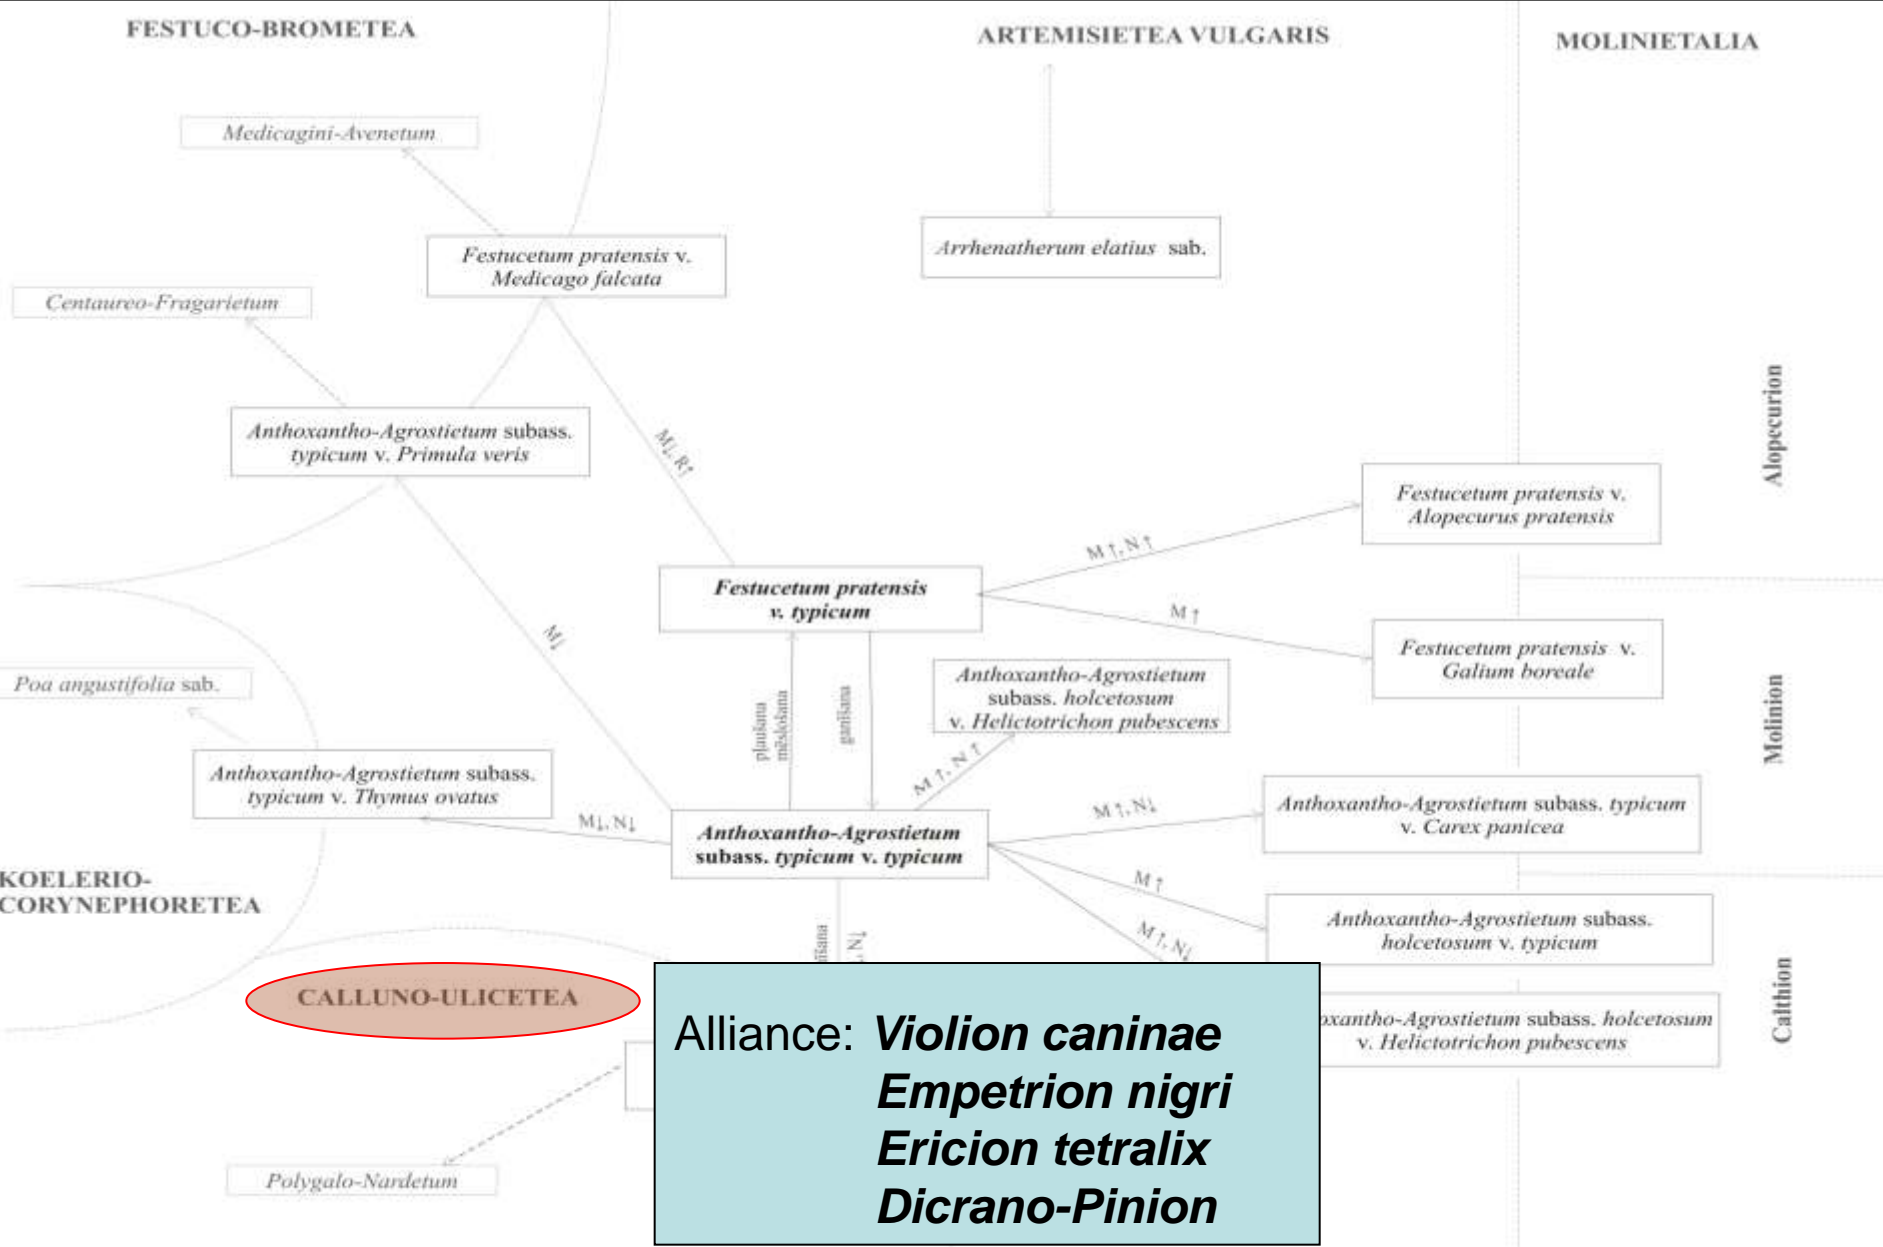 FESTUCO-BROMETEA
ARTEMISIETEA VULGARIS
MOLINIETALIA
Medicagini-Avenetum
Festucetum pratensis v.
Medicago falcata
Arrhenatherum elatius sab.
Centaureo-Fragarietum
Anthoxantho-Agrostietum subass.
typicum v. Primula veris
M↓, R↑
Alopecurion
Festucetum pratensis v.
Alopecurus pratensis
M↑, N↑
Festucetum pratensis
v. typicum
M↑
Festucetum pratensis v.
Galium boreale
M↓
Poa angustifolia sab.
Anthoxantho-Agrostietum
subass. holcetosum
v. Helictotrichon pubescens
pļaušana
mēslošana
ganīšana
Molinion
M↑, N↑
Anthoxantho-Agrostietum subass.
typicum v. Thymus ovatus
M↓, N↓
Anthoxantho-Agrostietum
subass. typicum v. typicum
M↑, N↓
Anthoxantho-Agrostietum subass. typicum
v. Carex panicea
KOELERIO-
CORYNEPHORETEA
M↑
Anthoxantho-Agrostietum subass.
holcetosum v. typicum
M↑, N↓
CALLUNO-ULICETEA
Calthion
oxantho-Agrostietum subass. holcetosum
v. Helictotrichon pubescens
Alliance: Violion caninae
Empetrion nigri
Ericion tetralix
Dicrano-Pinion
Polygalo-Nardetum